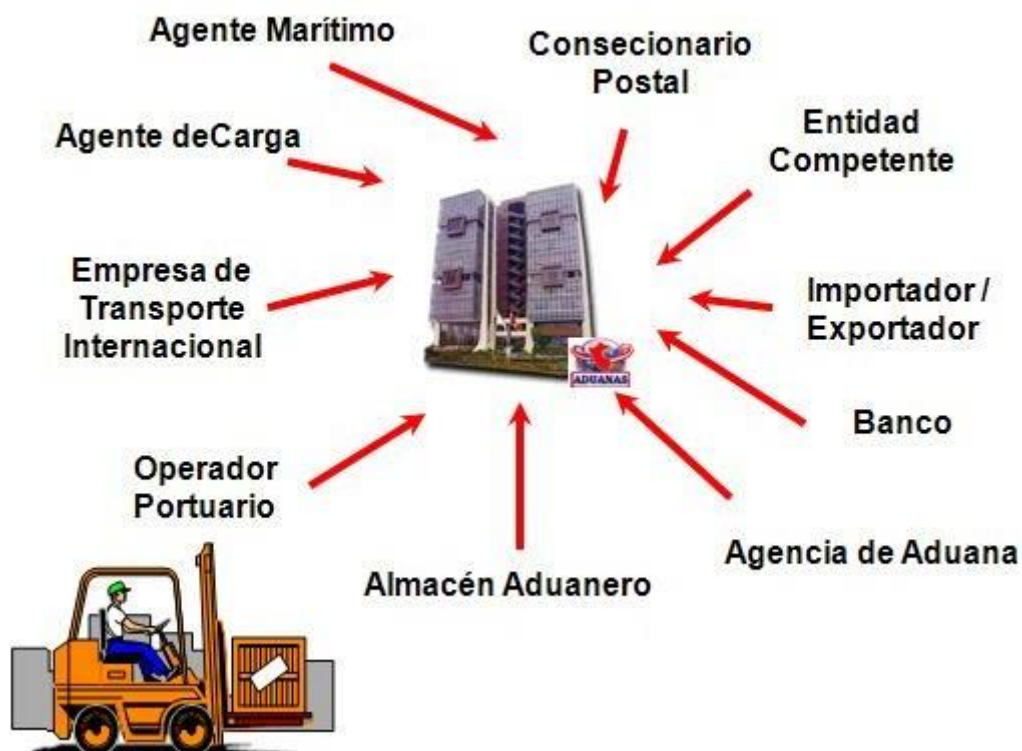 Agente Marítimo
Consecionario
Postal
Agente deCarga
Entidad
Competente
Empresa de
Transporte
Internacional
Importador /
Exportador
ADUANAS
Banco
Operador
Portuario
Agencia de Aduana
Almacén Aduanero